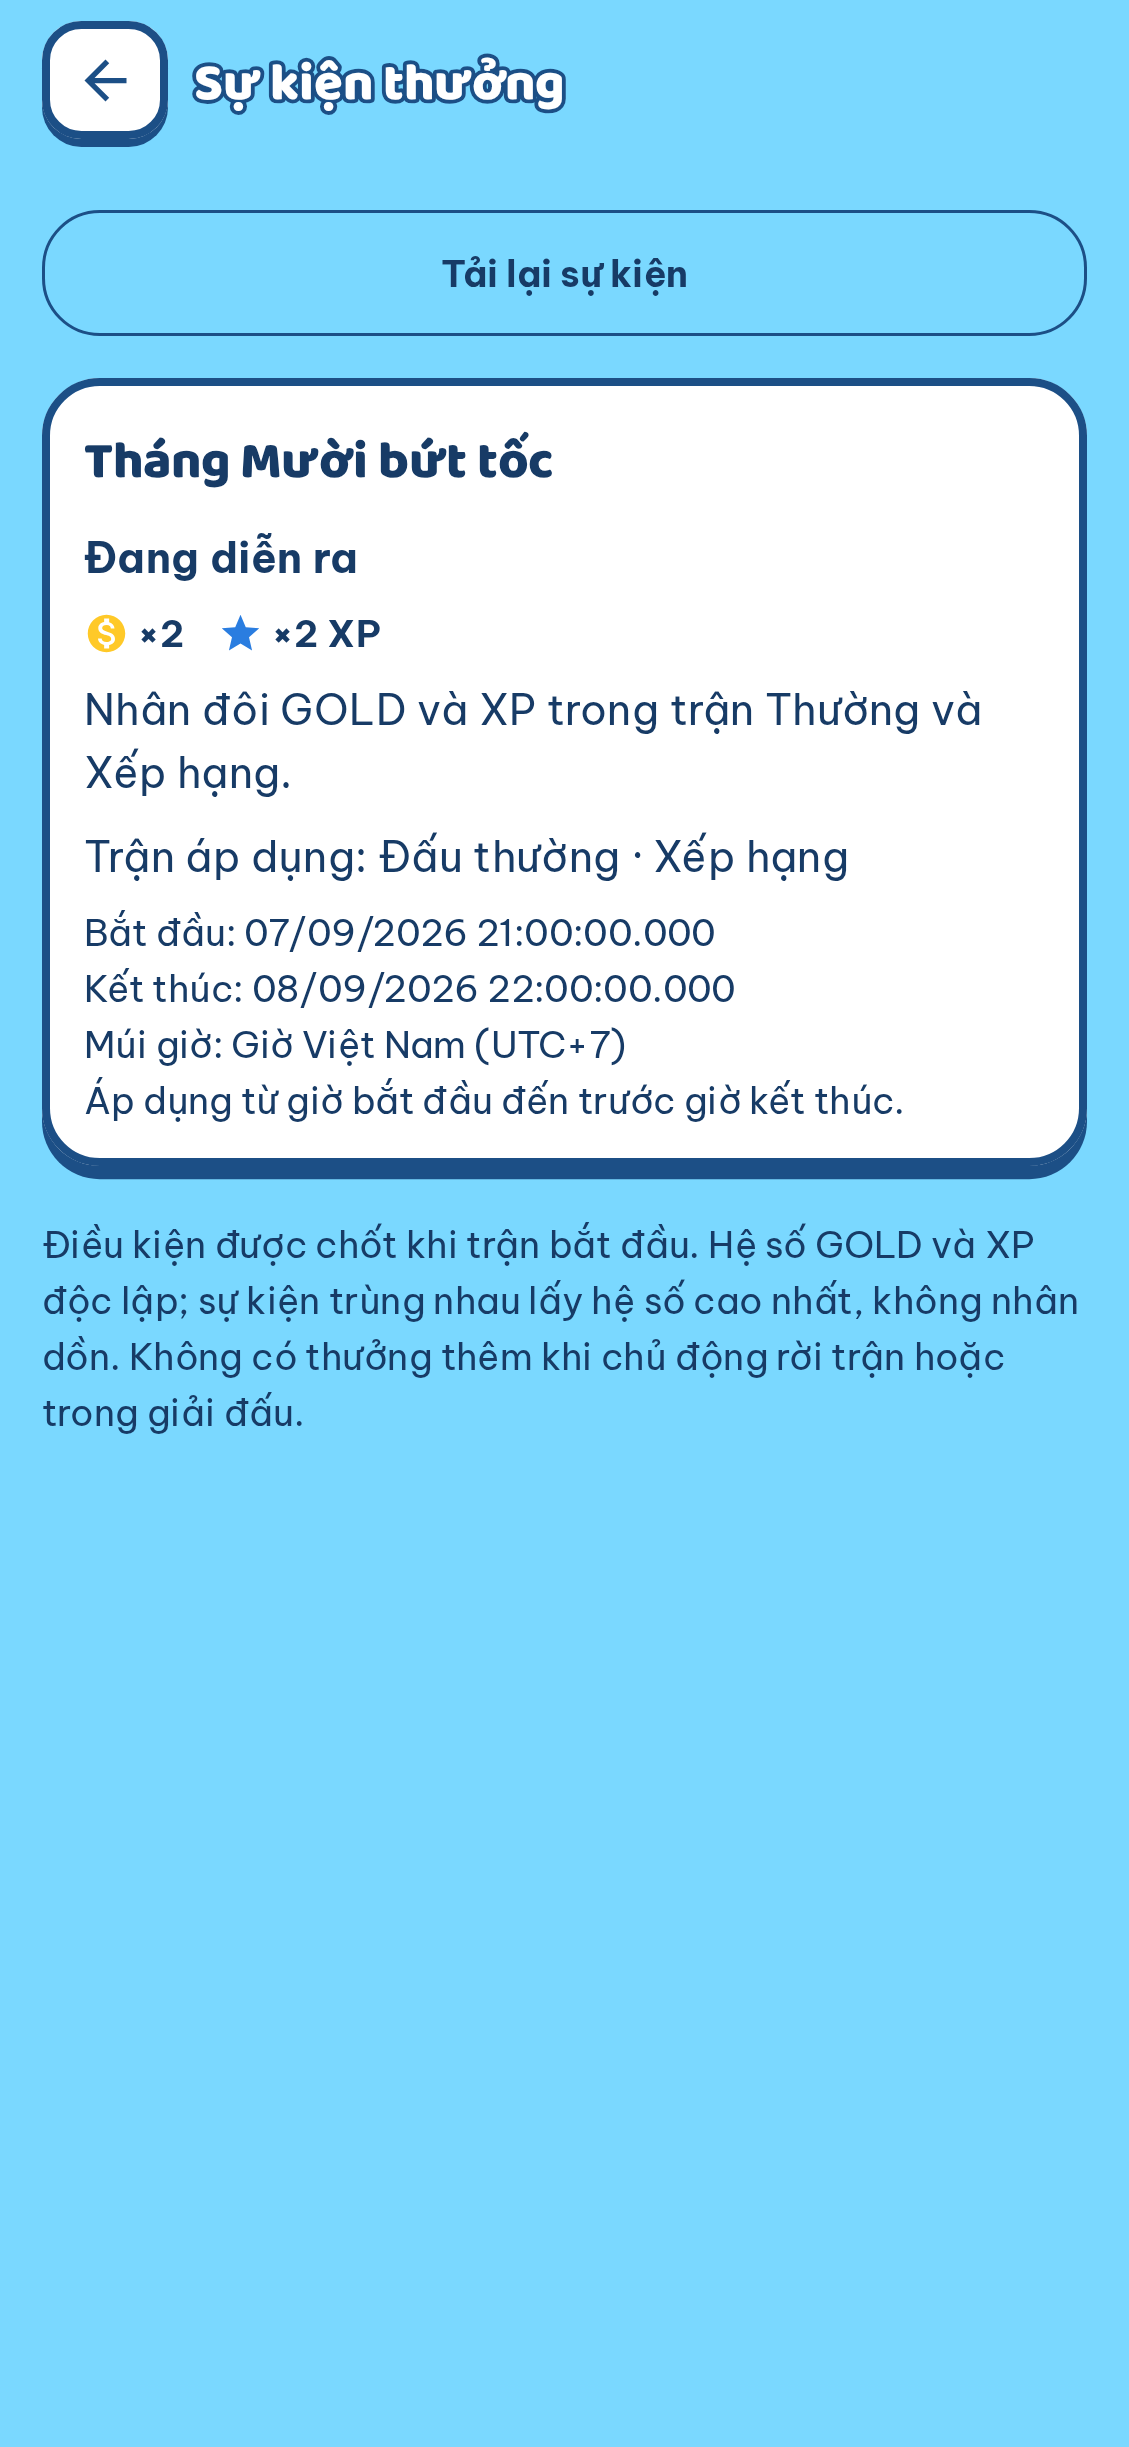 Sự kiện thưởng
Tải lại sự kiện
Tháng Mười bứt tốc
Đang diễn ra
×2 ×2 XP
Nhân đôi GOLD và XP trong trận Thường và
Xếp hạng.
Trận áp dụng: Đấu thường · Xếp hạng
Bắt đầu: 07/09/2026 21:00:00.000
Kết thúc: 08/09/2026 22:00:00.000
Múi giờ: Giờ Việt Nam (UTC+7)
Áp dụng từ giờ bắt đầu đến trước giờ kết thúc.
Điều kiện được chốt khi trận bắt đầu. Hệ số GOLD và XP
độc lập; sự kiện trùng nhau lấy hệ số cao nhất, không nhân
dồn. Không có thưởng thêm khi chủ động rời trận hoặc
trong giải đấu.